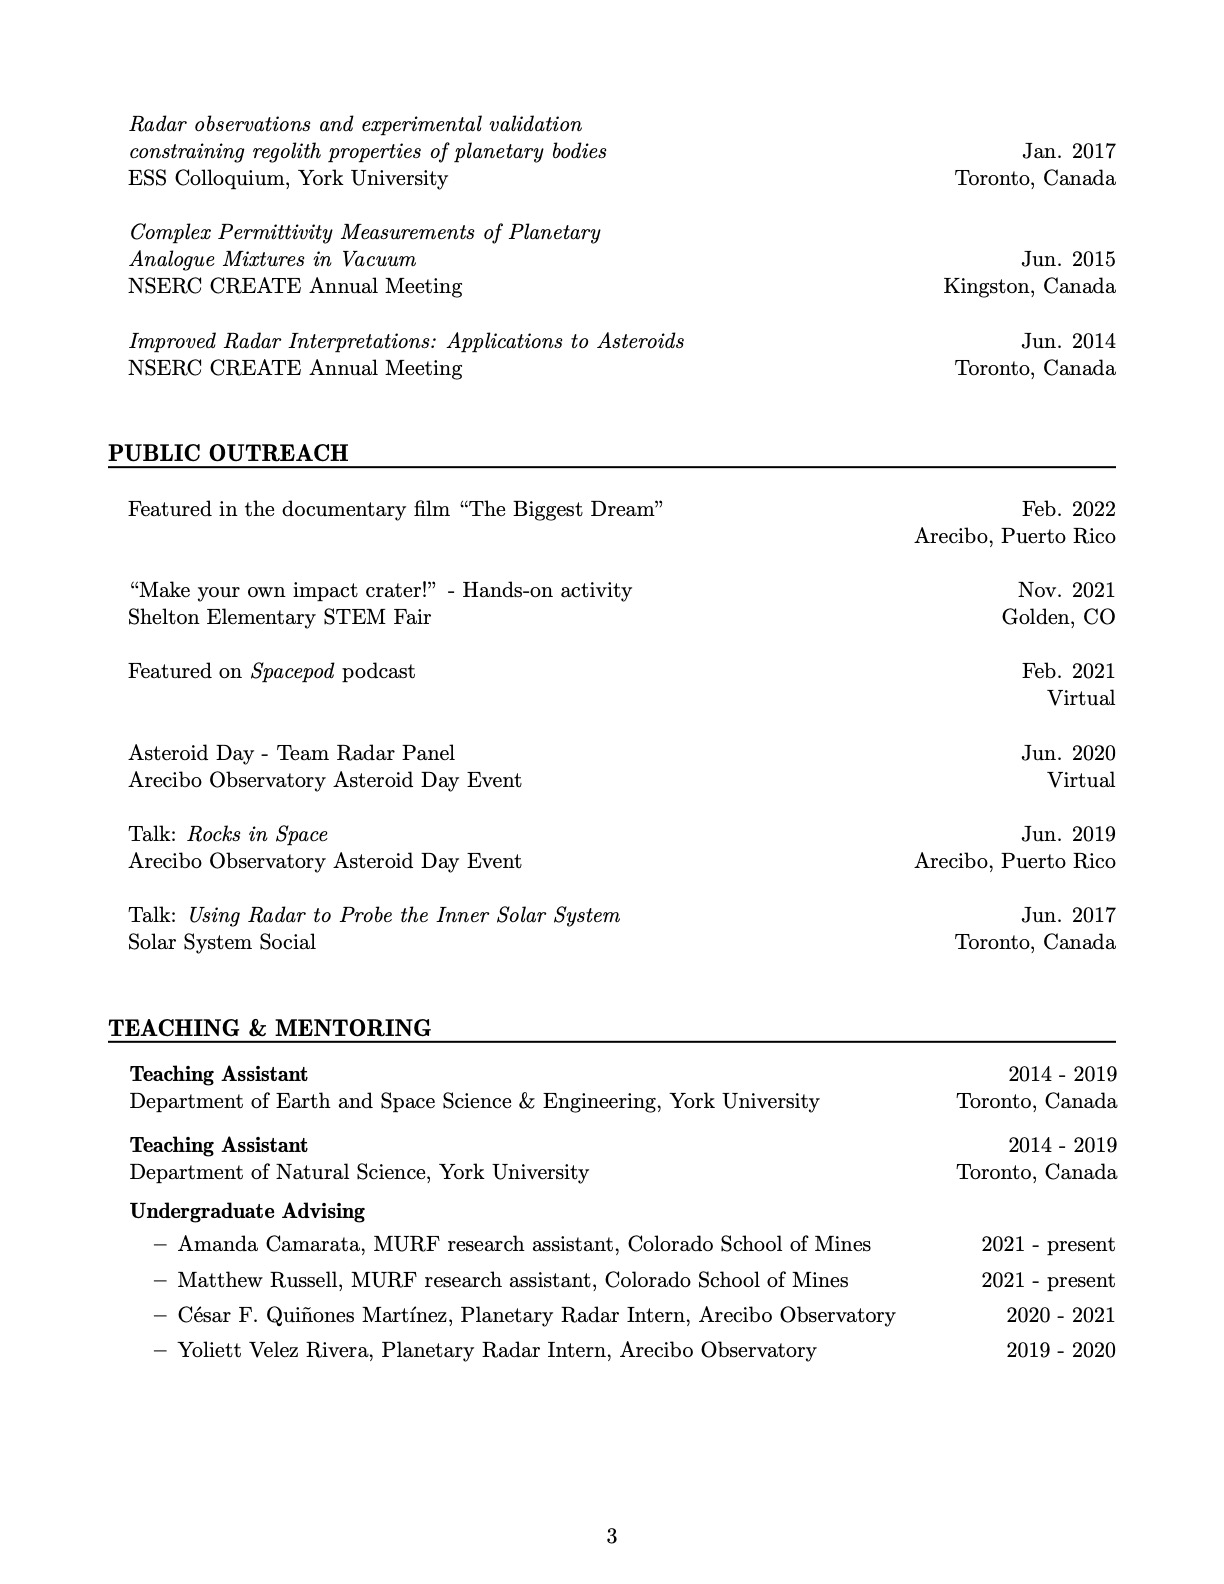 Radar observations and experimental validation
constraining regolith properties of planetary bodies Jan. 2017
ESS Colloquium, York University Toronto, Canada
Complex Permittivity Measurements of Planetary
Analogue Mixtures in Vacuum Jun. 2015
NSERC CREATE Annual Meeting Kingston, Canada
Improved Radar Interpretations: Applications to Asteroids Jun. 2014
NSERC CREATE Annual Meeting Toronto, Canada
PUBLIC OUTREACH
Featured in the documentary film “The Biggest Dream” Feb. 2022
Arecibo, Puerto Rico
“Make your own impact crater!” - Hands-on activity Nov. 2021
Shelton Elementary STEM Fair Golden, CO
Featured on Spacepod podcast Feb. 2021
Virtual
Asteroid Day - Team Radar Panel Jun. 2020
Arecibo Observatory Asteroid Day Event Virtual
Talk: Rocks in Space Jun. 2019
Arecibo Observatory Asteroid Day Event Arecibo, Puerto Rico
Talk: Using Radar to Probe the Inner Solar System Jun. 2017
Solar System Social Toronto, Canada
TEACHING & MENTORING
Teaching Assistant 2014 - 2019
Department of Earth and Space Science & Engineering, York University Toronto, Canada
Teaching Assistant 2014 - 2019
Department of Natural Science, York University Toronto, Canada
Undergraduate Advising
– Amanda Camarata, MURF research assistant, Colorado School of Mines 2021 - present
– Matthew Russell, MURF research assistant, Colorado School of Mines 2021 - present
– César F. Quiñones Martínez, Planetary Radar Intern, Arecibo Observatory 2020 - 2021
– Yoliett Velez Rivera, Planetary Radar Intern, Arecibo Observatory 2019 - 2020
3